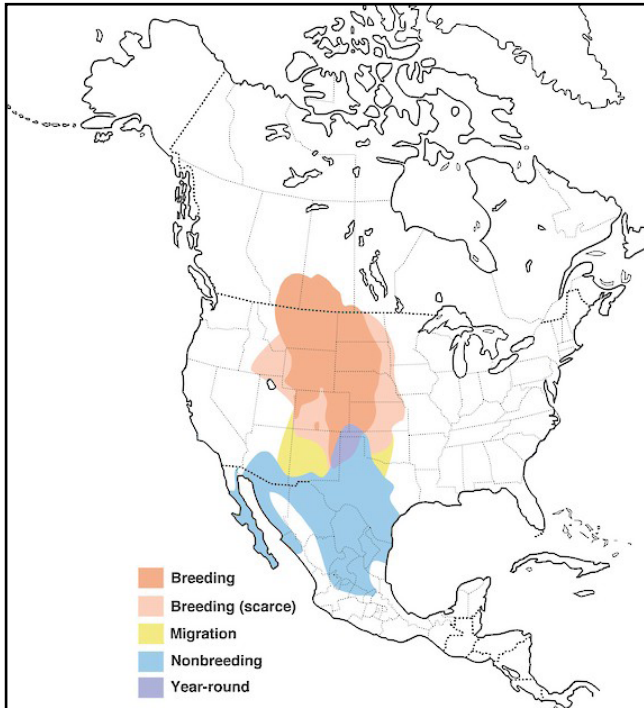 Breeding
Breeding (scarce)
Migration
Nonbreeding
Year-round